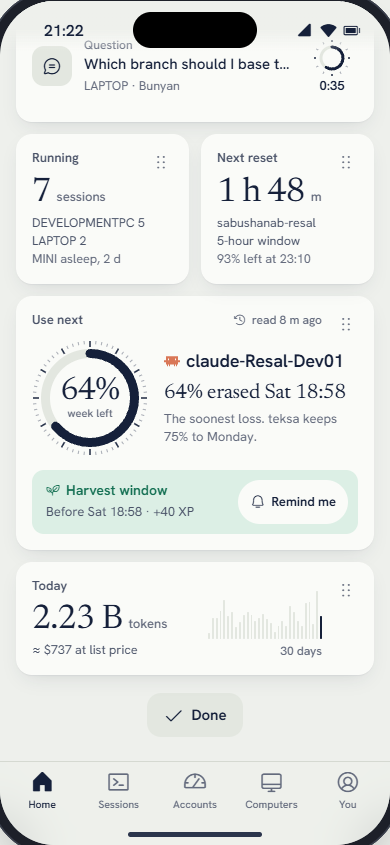 21:22
Question
Which branch should I base t...
LAPTOP · Bunyan
0:35
Running
7 sessions
DEVELOPMENTPC 5
LAPTOP 2
MINI asleep, 2 d
Next reset
1 h 48 m
sabushanab-resal
5-hour window
93% left at 23:10
Use next
read 8 m ago
64%
week left
claude-Resal-Dev01
64% erased Sat 18:58
The soonest loss. teksa keeps
75% to Monday.
Harvest window
Before Sat 18:58 · +40 XP
Remind me
Today
2.23 B tokens
≈ $737 at list price
30 days
Done
Home
Sessions
Accounts
Computers
You